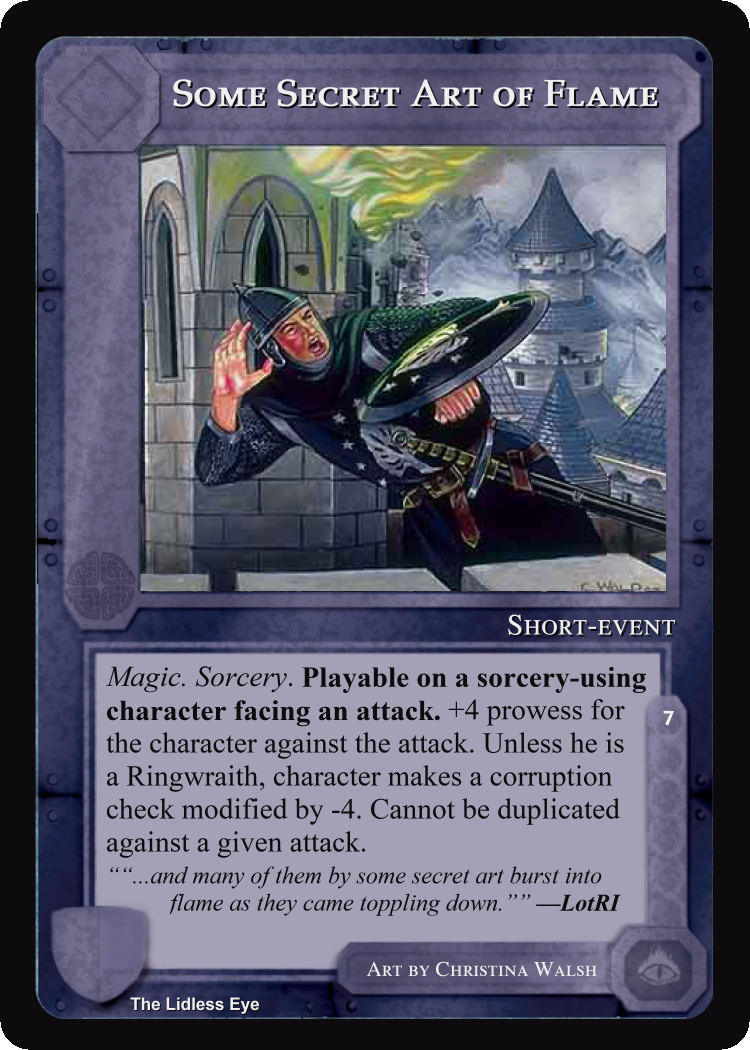 Some Secret Art of Flame
Short-event
Magic. Sorcery. Playable on a sorcery-using
character facing an attack. +4 prowess for
the character against the attack. Unless he is
a Ringwraith, character makes a corruption
check modified by -4. Cannot be duplicated
against a given attack.
7
““...and many of them by some secret art burst into
flame as they came toppling down.”” —LotRI
Art by Christina Walsh
The Lidless Eye